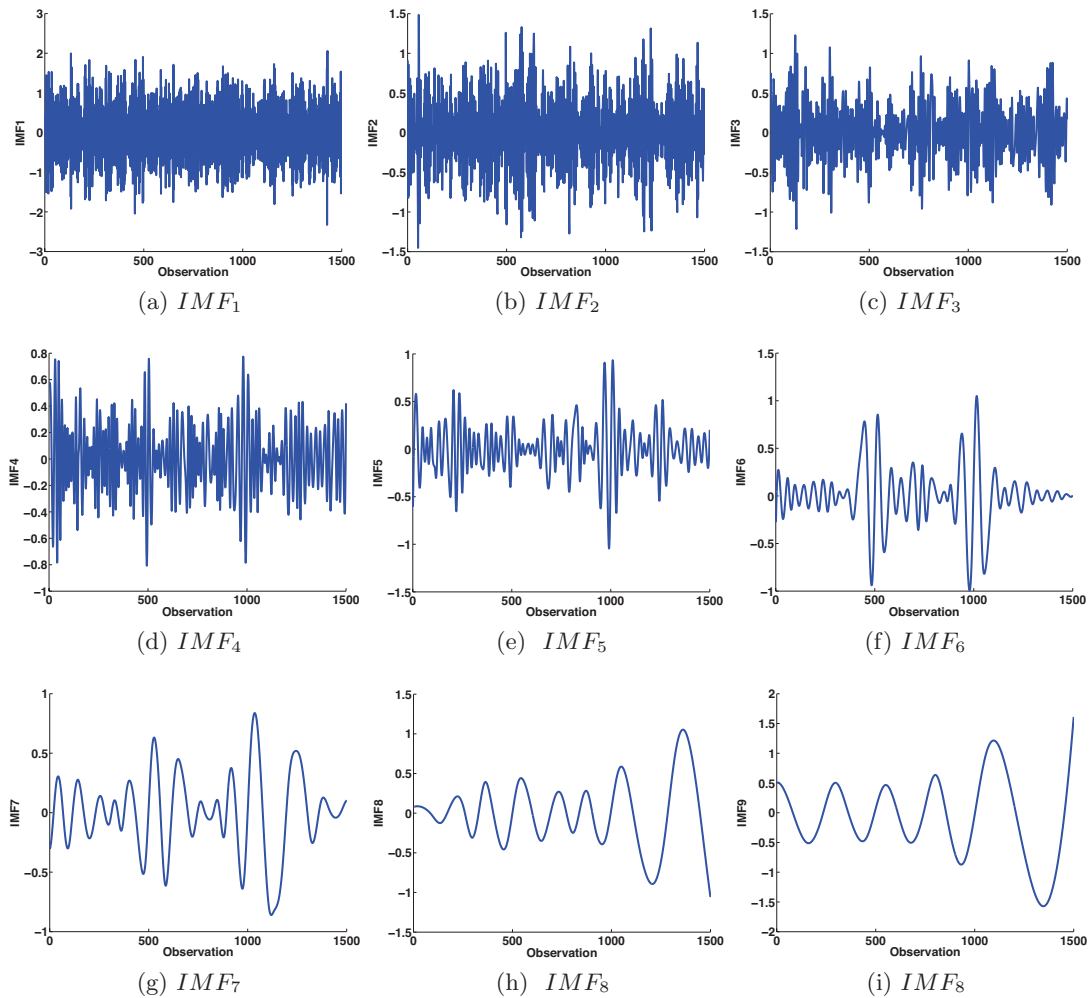 3
2
1
0
−1
−2
−3
IMF1
0 500 1000 1500
Observation
(a) IMF₁
1.5
1
0.5
0
−0.5
−1
−1.5
IMF2
0 500 1000 1500
Observation
(b) IMF₂
1.5
1
0.5
0
−0.5
−1
−1.5
IMF3
0 500 1000 1500
Observation
(c) IMF₃
0.8
0.6
0.4
0.2
0
−0.2
−0.4
−0.6
−0.8
−1
IMF4
0 500 1000 1500
Observation
(d) IMF₄
1
0.5
0
−0.5
−1
−1.5
IMF5
0 500 1000 1500
Observation
(e) IMF₅
1.5
1
0.5
0
−0.5
−1
IMF6
0 500 1000 1500
Observation
(f) IMF₆
1
0.5
0
−0.5
−1
IMF7
0 500 1000 1500
Observation
(g) IMF₇
1.5
1
0.5
0
−0.5
−1
−1.5
IMF8
0 500 1000 1500
Observation
(h) IMF₈
2
1.5
1
0.5
0
−0.5
−1
−1.5
−2
IMF9
0 500 1000 1500
Observation
(i) IMF₈